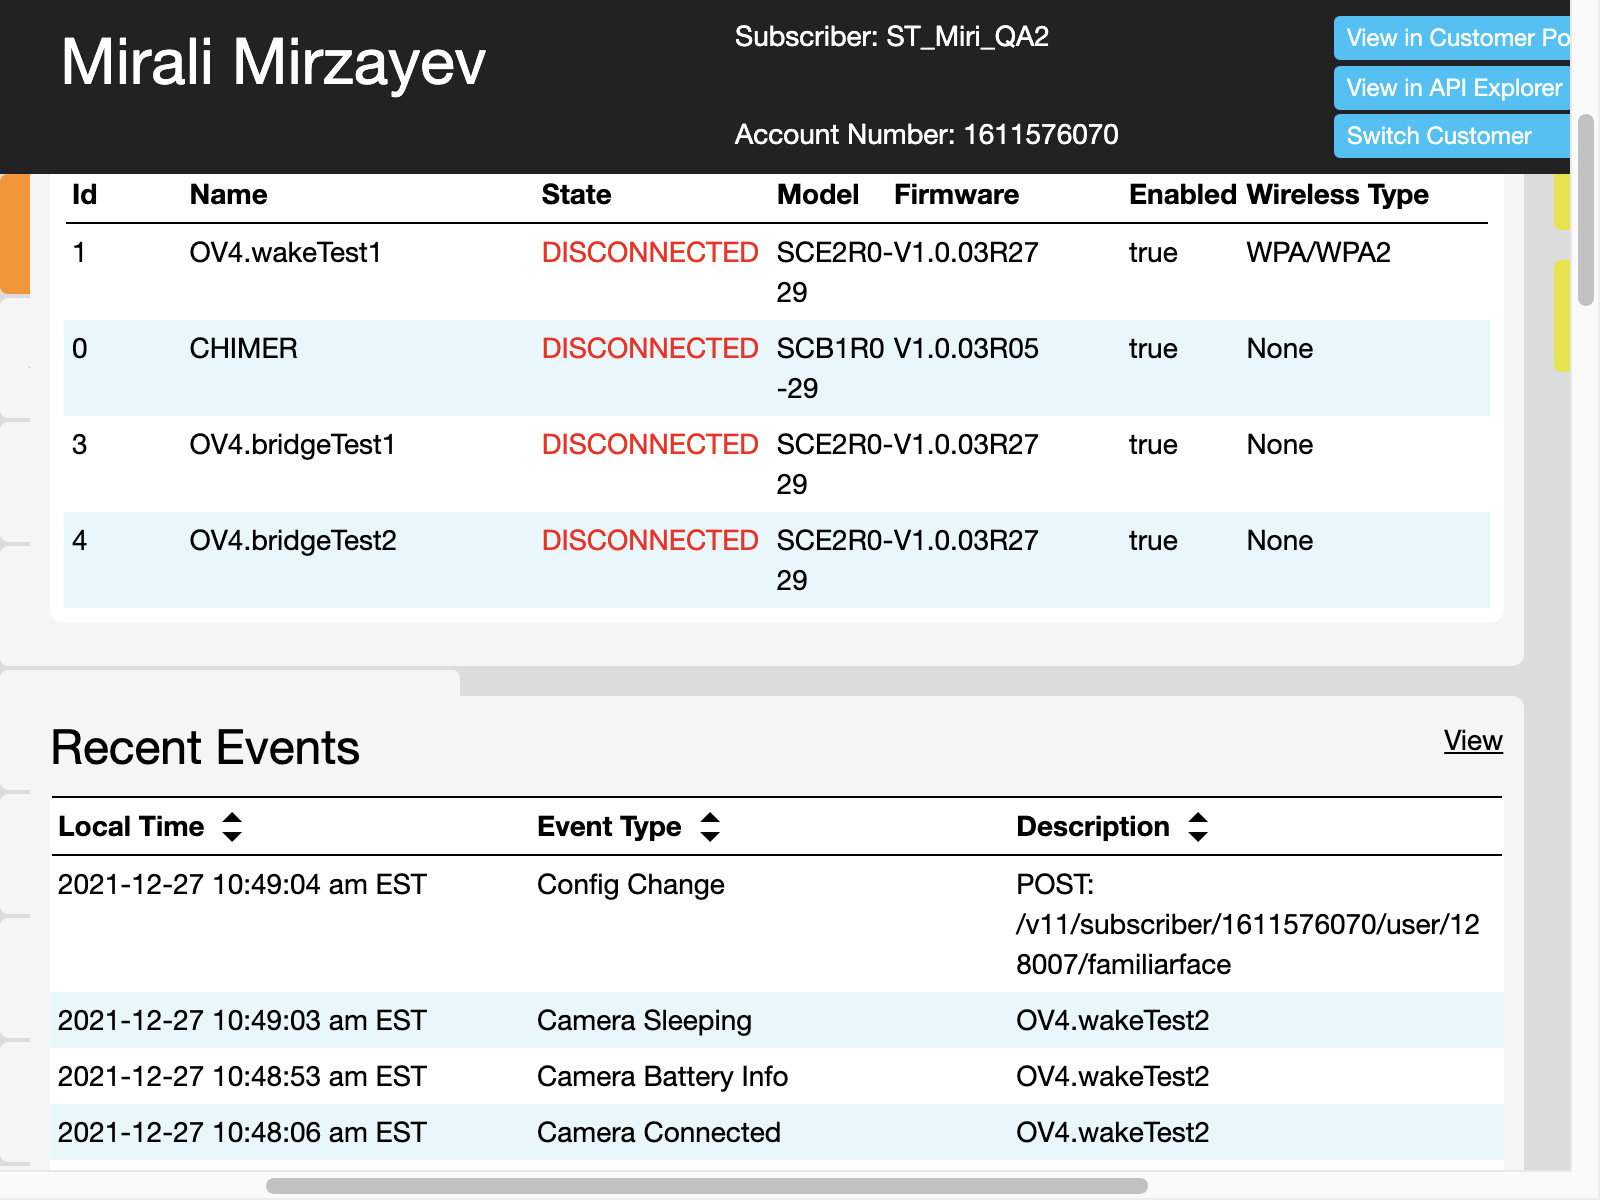 Mirali Mirzayev
Subscriber: ST_Miri_QA2
Account Number: 1611576070
View in Customer Po
View in API Explorer
Switch Customer
Id Name State Model Firmware Enabled Wireless Type
1 OV4.wakeTest1 DISCONNECTED SCE2R0- V1.0.03R27 true WPA/WPA2
29
0 CHIMER DISCONNECTED SCB1R0 V1.0.03R05 true None
-29
3 OV4.bridgeTest1 DISCONNECTED SCE2R0- V1.0.03R27 true None
29
4 OV4.bridgeTest2 DISCONNECTED SCE2R0- V1.0.03R27 true None
29
Recent Events
View
Local Time Event Type Description
2021-12-27 10:49:04 am EST Config Change POST:
/v11/subscriber/1611576070/user/12
8007/familiarface
2021-12-27 10:49:03 am EST Camera Sleeping OV4.wakeTest2
2021-12-27 10:48:53 am EST Camera Battery Info OV4.wakeTest2
2021-12-27 10:48:06 am EST Camera Connected OV4.wakeTest2